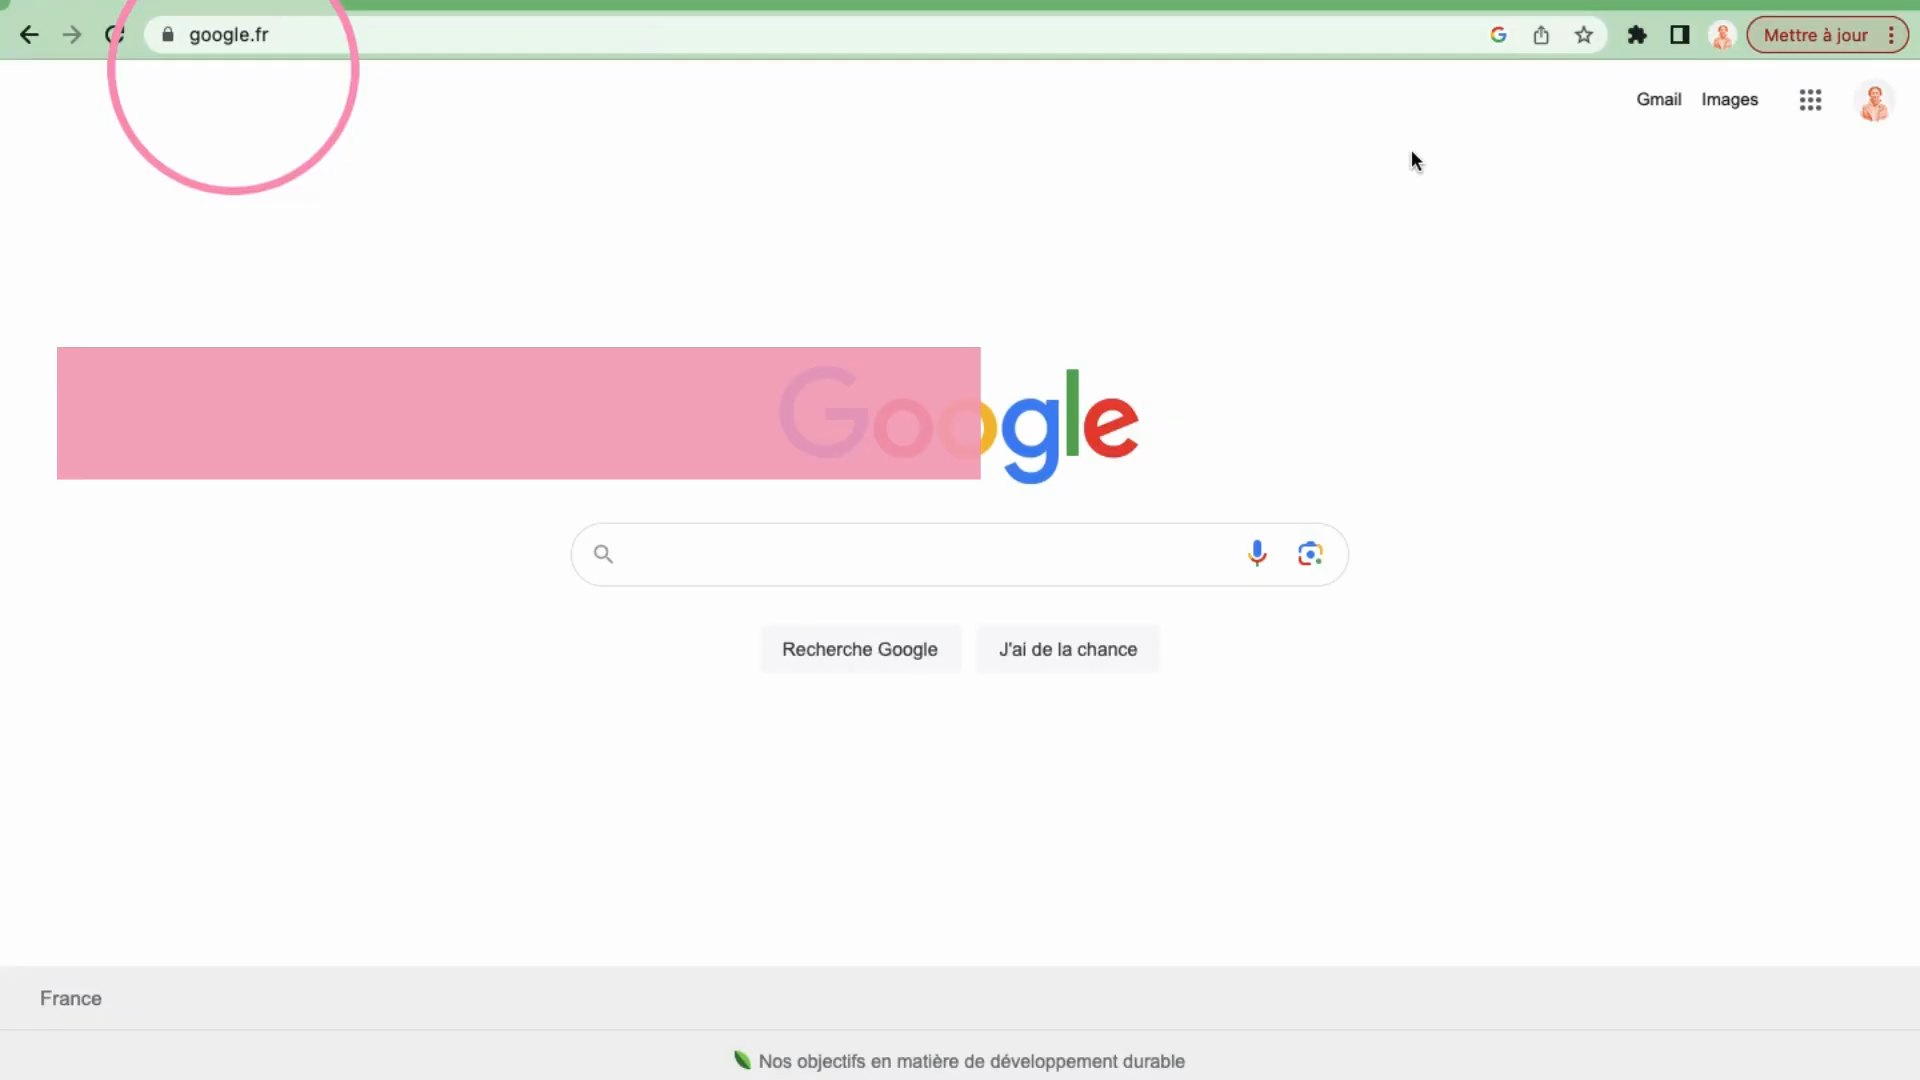 google.fr
Mettre à jour
Gmail Images
Google
Recherche Google J'ai de la chance
France
Nos objectifs en matière de développement durable